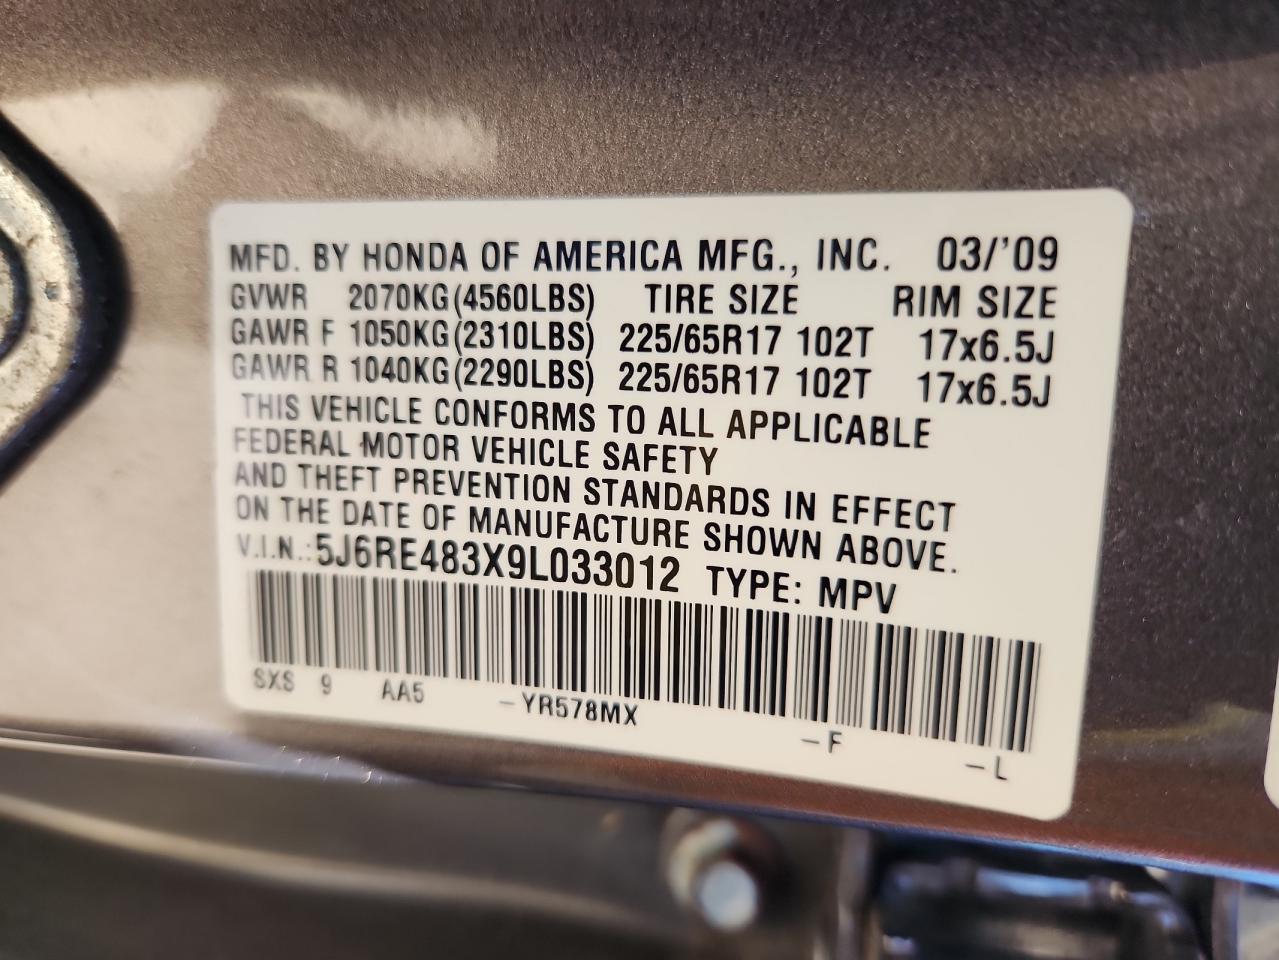 MFD. BY HONDA OF AMERICA MFG., INC. 03/'09
GVWR 2070KG(4560LBS) TIRE SIZE RIM SIZE
GAWR F 1050KG(2310LBS) 225/65R17 102T 17x6.5J
GAWR R 1040KG(2290LBS) 225/65R17 102T 17x6.5J
THIS VEHICLE CONFORMS TO ALL APPLICABLE
FEDERAL MOTOR VEHICLE SAFETY
AND THEFT PREVENTION STANDARDS IN EFFECT
ON THE DATE OF MANUFACTURE SHOWN ABOVE.
V.I.N.:5J6RE483X9L033012 TYPE: MPV
SXS 9 AA5 -YR578MX -F -L